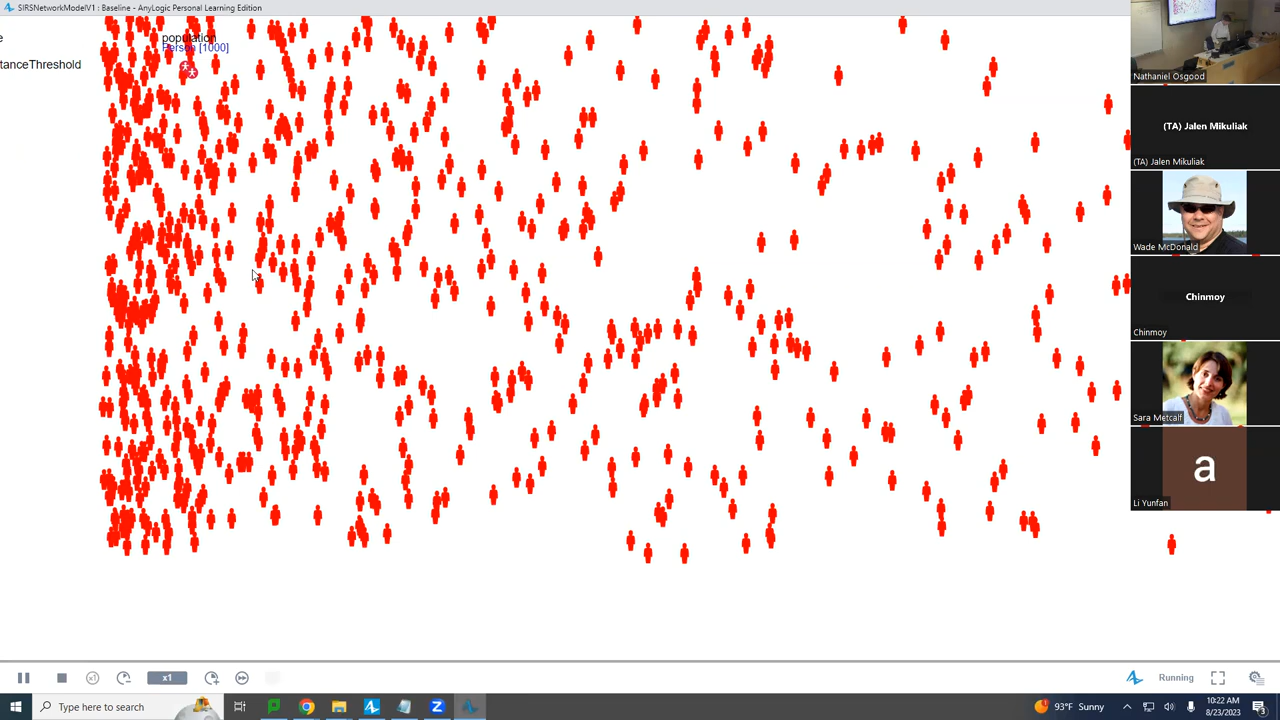 SIRSNetworkModelV1 : Baseline - AnyLogic Personal Learning Edition
e
population
Person [1000]
tanceThreshold
Nathaniel Osgood
(TA) Jalen Mikuliak
(TA) Jalen Mikuliak
Wade McDonald
Chinmoy
Chinmoy
Sara Metcalf
a
Li Yunfan
x1
x1
Running
Type here to search
93°F Sunny
10:22 AM
8/23/2023
3